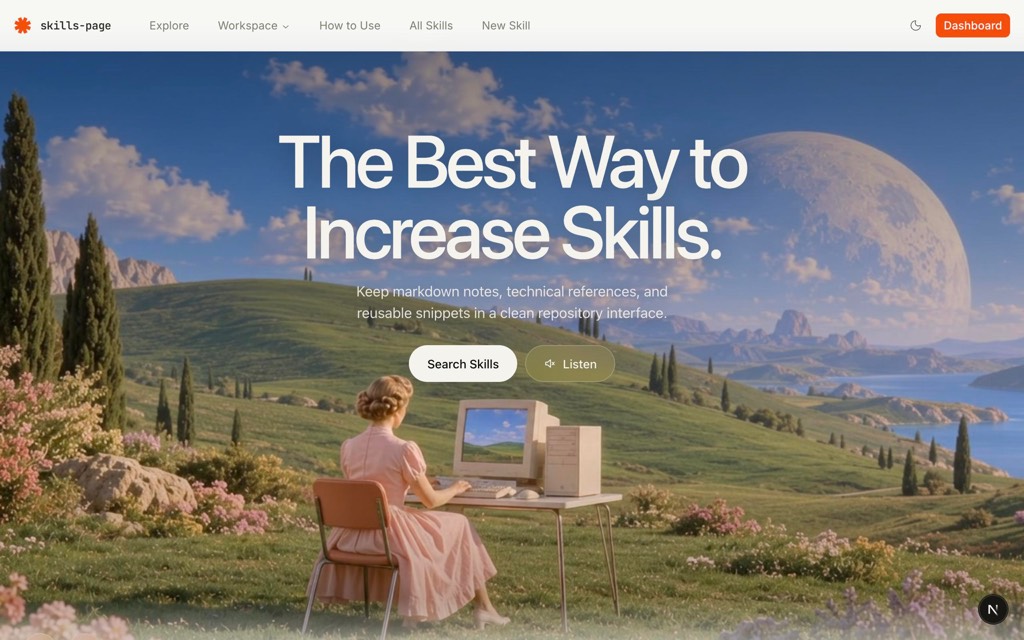 skills-page
Explore
Workspace
How to Use
All Skills
New Skill
Dashboard
The Best Way to
Increase Skills.
Keep markdown notes, technical references, and
reusable snippets in a clean repository interface.
Search Skills
Listen
N